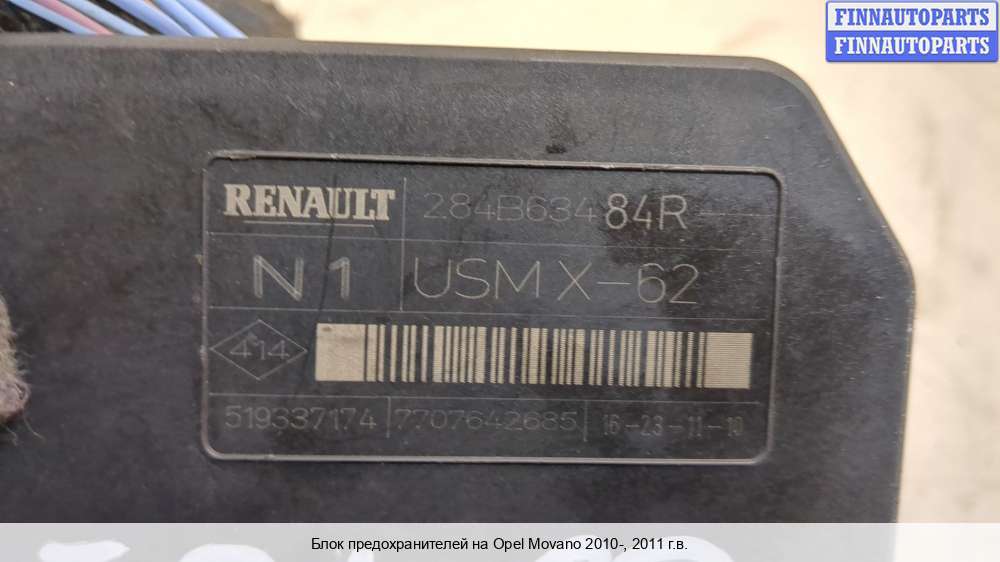 FINNAUTOPARTS
FINNAUTOPARTS
RENAULT 284B63484R
N1 USM X-62
414
519337174 7707642685 16-23-11-10
Блок предохранителей на Opel Movano 2010-, 2011 г.в.